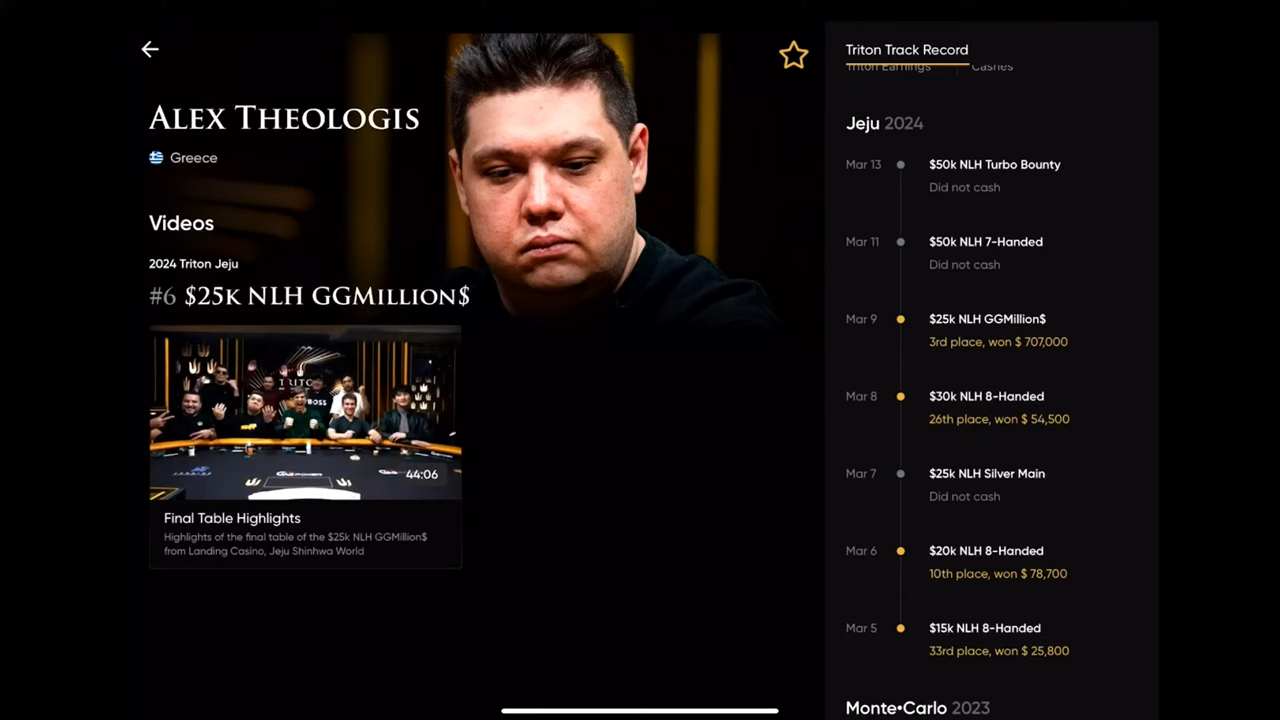 ALEX THEOLOGIS
Greece
Videos
2024 Triton Jeju
#6 $25K NLH GGMILLION$
TRITO
BOSS
44:06
Final Table Highlights
Highlights of the final table of the $25k NLH GGMillion$
from Landing Casino, Jeju Shinhwa World
Triton Track Record
Triton Earnings
Cashes
Jeju 2024
Mar 13
$50k NLH Turbo Bounty
Did not cash
Mar 11
$50k NLH 7-Handed
Did not cash
Mar 9
$25k NLH GGMillion$
3rd place, won $ 707,000
Mar 8
$30k NLH 8-Handed
26th place, won $ 54,500
Mar 7
$25k NLH Silver Main
Did not cash
Mar 6
$20k NLH 8-Handed
10th place, won $ 78,700
Mar 5
$15k NLH 8-Handed
33rd place, won $ 25,800
Monte•Carlo 2023